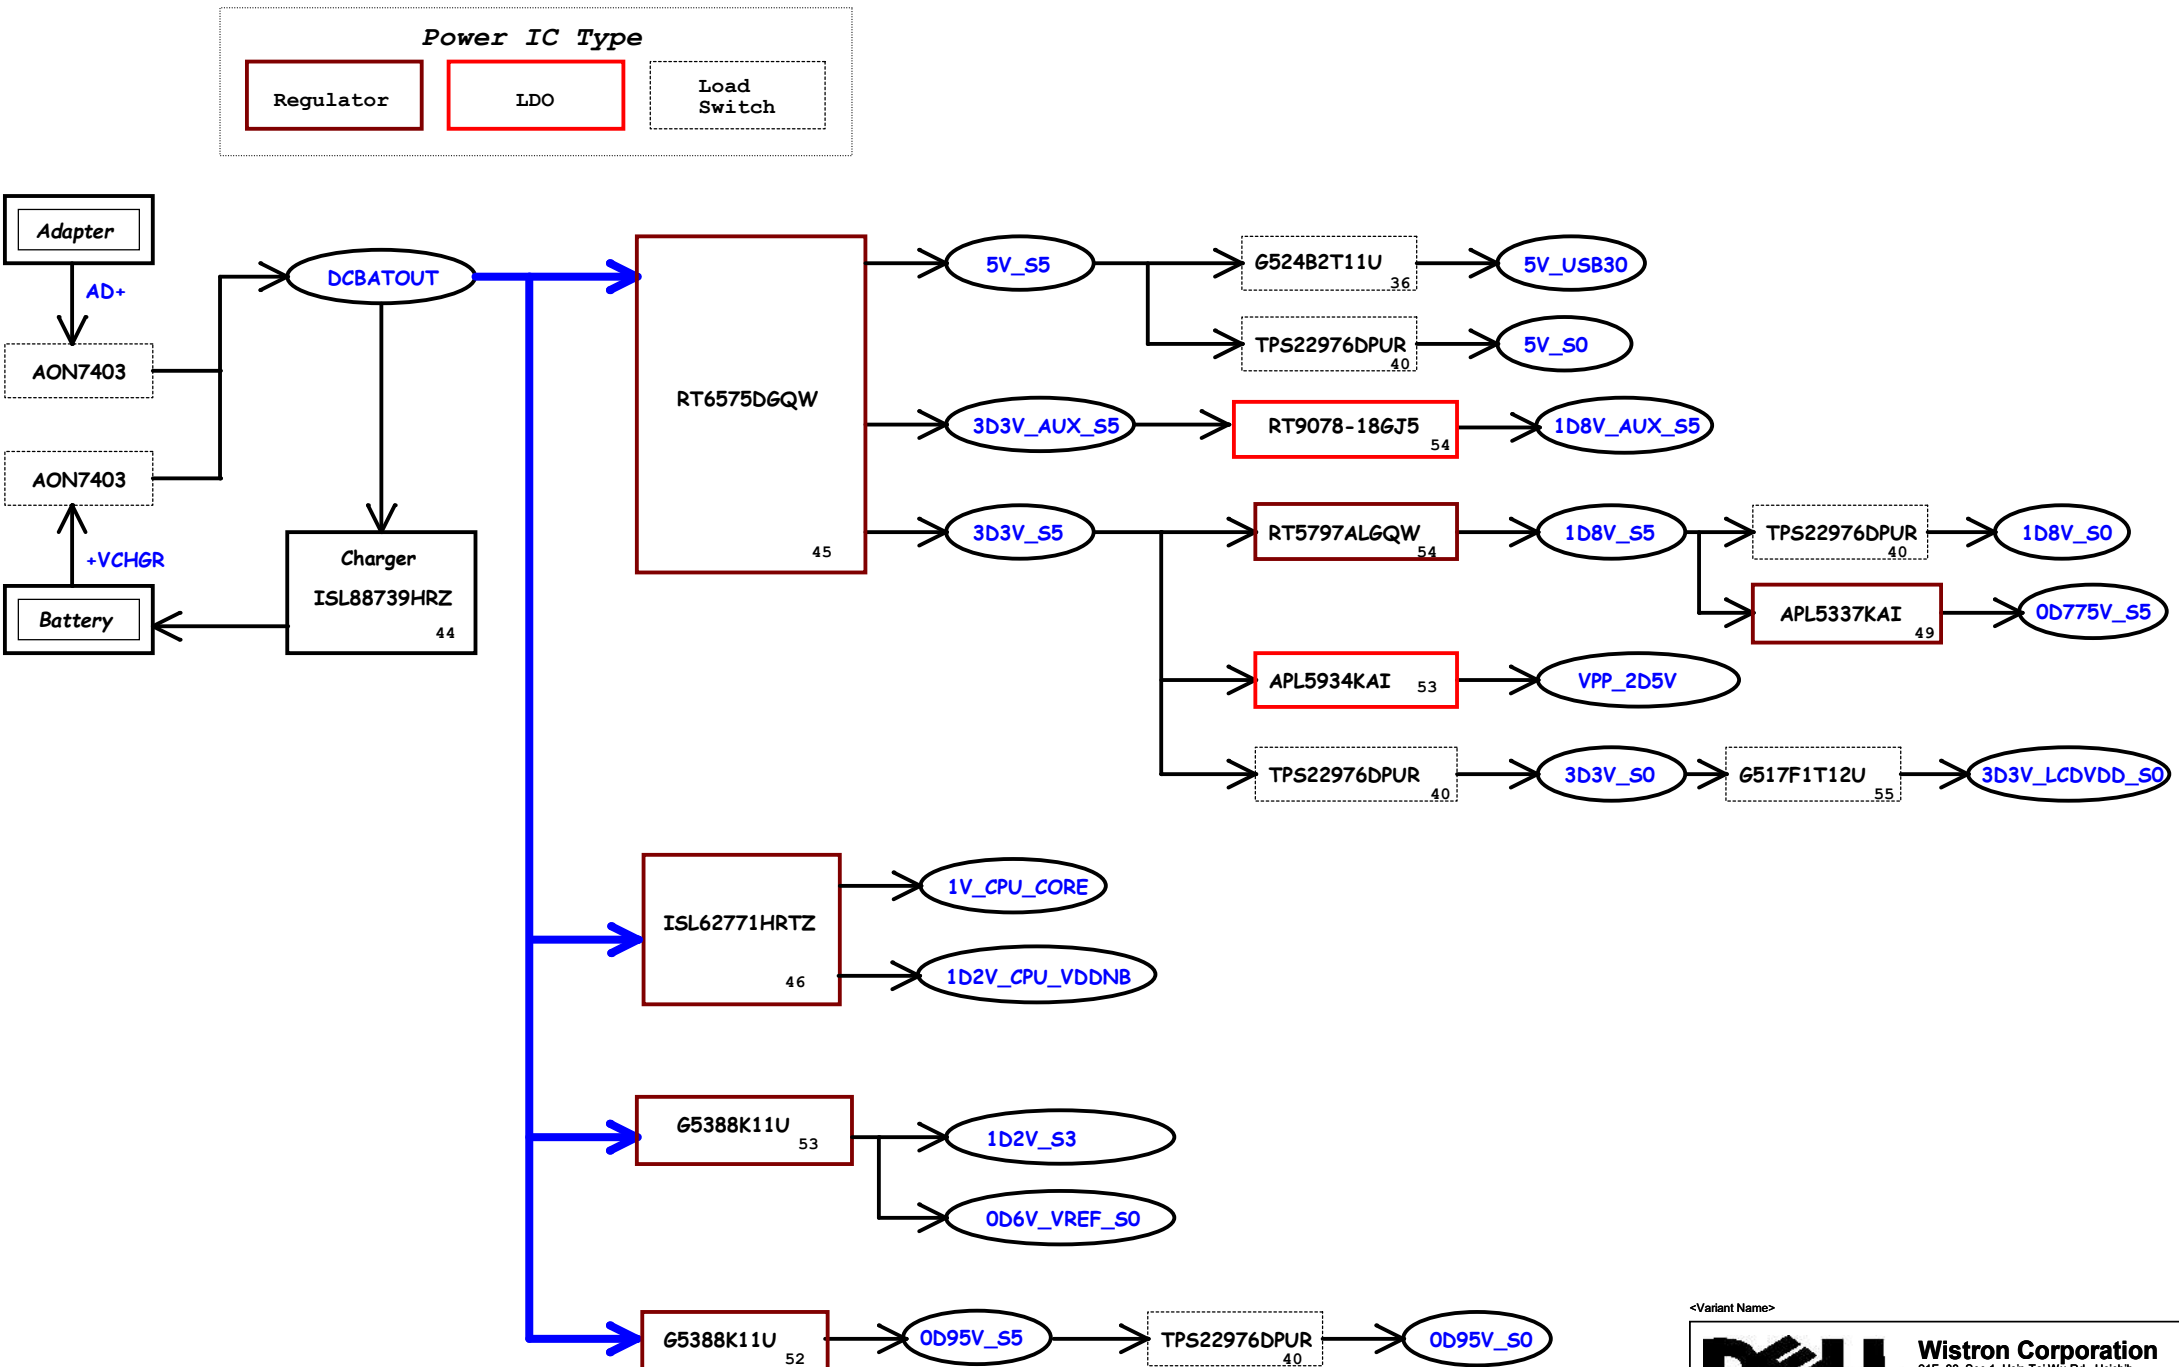 Power IC Type
Regulator
LDO
Load
Switch
Adapter
AD+
AON7403
AON7403
+VCHGR
Battery
DCBATOUT
Charger
ISL88739HRZ
44
RT6575DGQW
45
5V_S5
G524B2T11U
36
5V_USB30
TPS22976DPUR
40
5V_S0
3D3V_AUX_S5
RT9078-18GJ5
54
1D8V_AUX_S5
3D3V_S5
RT5797ALGQW
54
1D8V_S5
TPS22976DPUR
40
1D8V_S0
APL5337KAI
49
0D775V_S5
APL5934KAI
53
VPP_2D5V
TPS22976DPUR
40
3D3V_S0
G517F1T12U
55
3D3V_LCDVDD_S0
ISL62771HRTZ
46
1V_CPU_CORE
1D2V_CPU_VDDNB
G5388K11U
53
1D2V_S3
0D6V_VREF_S0
G5388K11U
52
0D95V_S5
TPS22976DPUR
40
0D95V_S0
<Variant Name>
DELL
Wistron Corporation